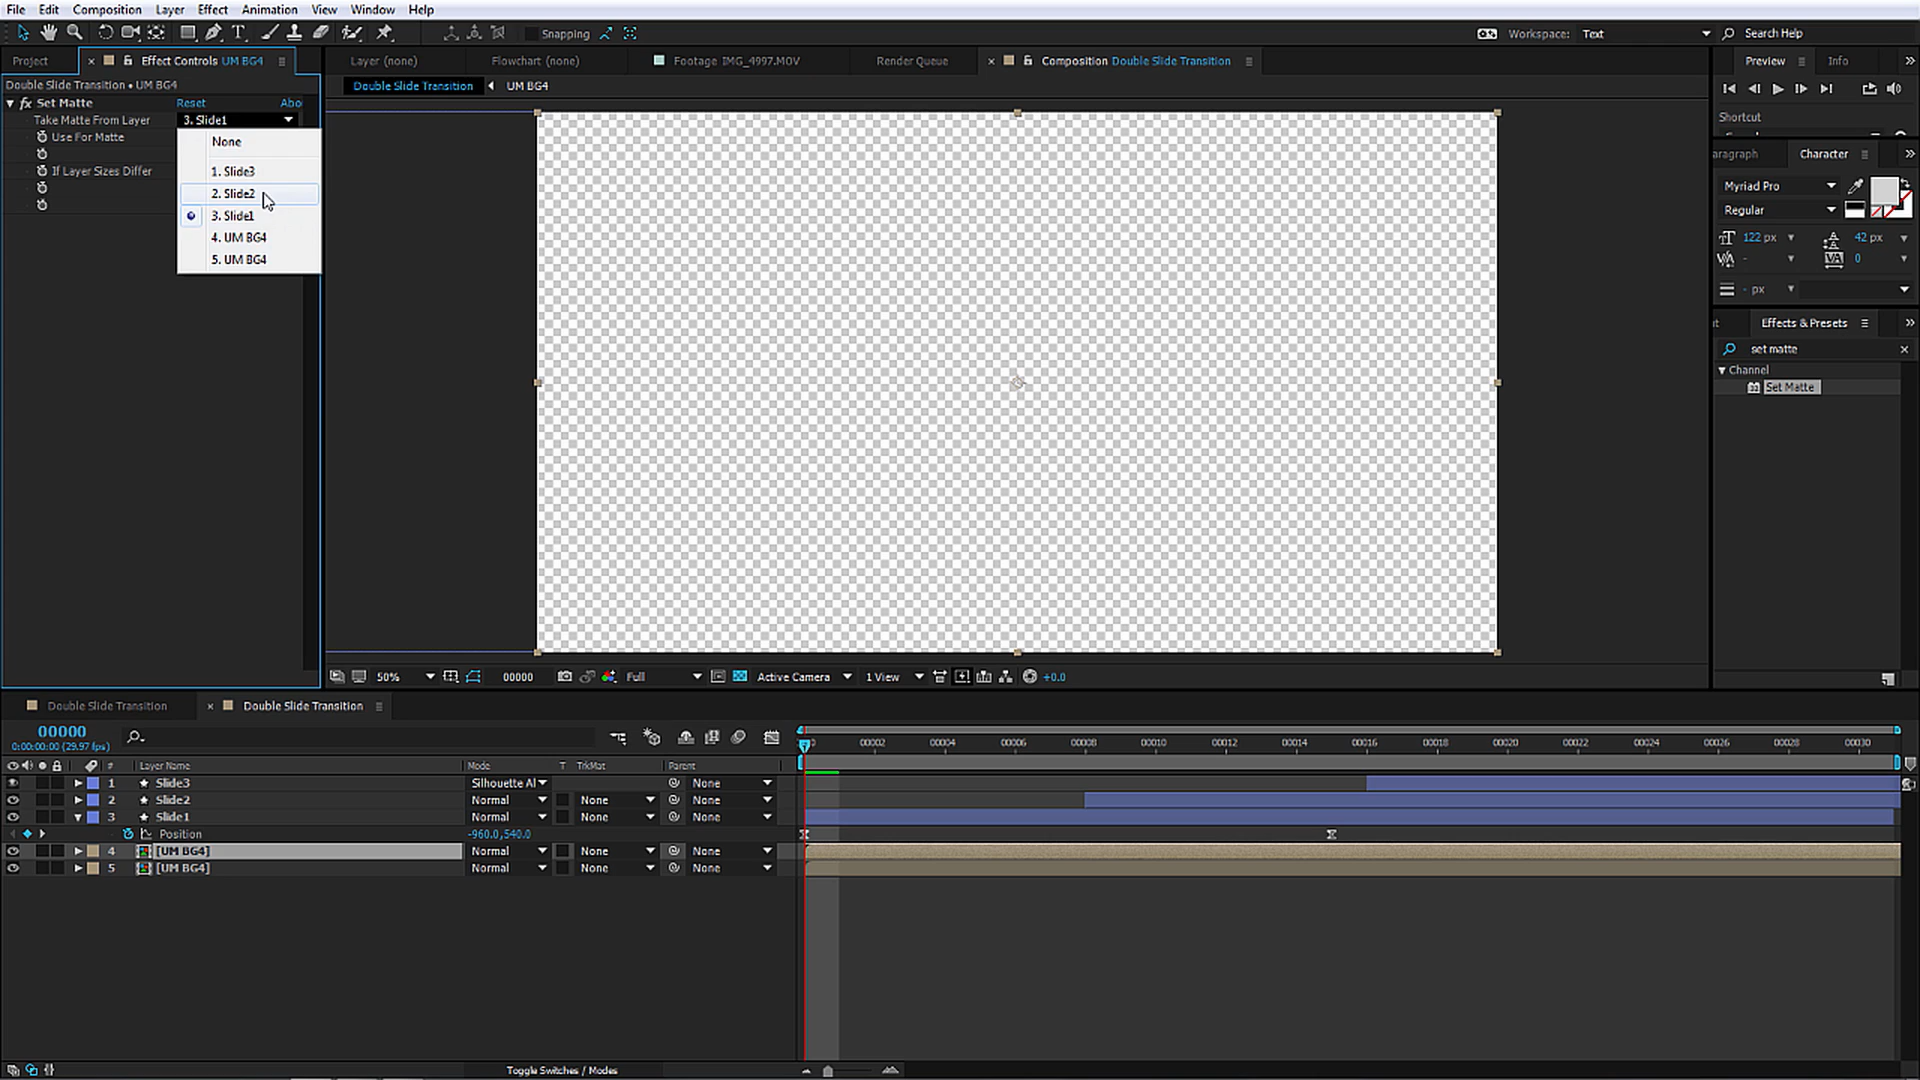 File Edit Composition Layer Effect Animation View Window Help
Snapping
Workspace: Text
Search Help
Project
Effect Controls UM BG4
Layer (none)
Flowchart (none)
Footage IMG_4997.MOV
Render Queue
Composition Double Slide Transition
Preview
Info
Double Slide Transition • UM BG4
Double Slide Transition
UM BG4
fx Set Matte Reset Abo
Take Matte From Layer 3. Slide1
Use For Matte
If Layer Sizes Differ
None
1. Slide3
2. Slide2
3. Slide1
4. UM BG4
5. UM BG4
Shortcut
aragraph
Character
Myriad Pro
Regular
122 px
42 px
-
0
- px
Effects & Presets
set matte
Channel
Set Matte
50%
00000
Full
Active Camera
1 View
+0.0
Double Slide Transition
Double Slide Transition
00000
0:00:00:00 (29.97 fps)
00002 00004 00006 00008 00010 00012 00014 00016 00018 00020 00022 00024 00026 00028 00030
# Layer Name Mode T TrkMat Parent
1 Slide3 Silhouette Al None
2 Slide2 Normal None None
3 Slide1 Normal None None
Position -960.0,540.0
4 [UM BG4] Normal None None
5 [UM BG4] Normal None None
Toggle Switches / Modes